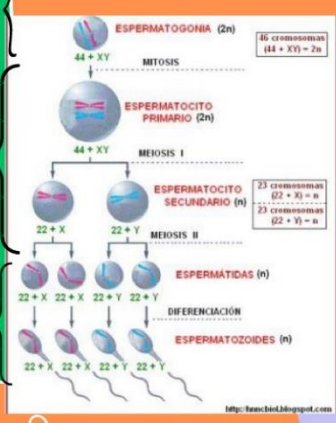 ESPERMATOGONIA (2n)
46 cromosomas
(44 + XY) = 2n
44 + XY
MITOSIS
ESPERMATOCITO
PRIMARIO (2n)
44 + XY
MEIOSIS I
ESPERMATOCITO
SECUNDARIO (n)
23 cromosomas
(22 + X) = n
23 cromosomas
(22 + Y) = n
22 + X 22 + Y
MEIOSIS II
ESPERMÁTIDAS (n)
22 + X 22 + X 22 + Y 22 + Y
DIFERENCIACIÓN
ESPERMATOZOIDES (n)
22 + X 22 + X 22 + Y 22 + Y
http:/hnncbiol.blogspot.com